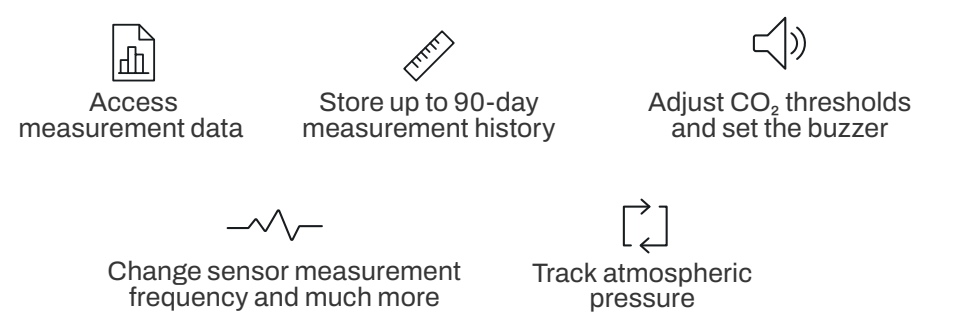 Access
measurement data
Store up to 90-day
measurement history
Adjust CO₂ thresholds
and set the buzzer
Change sensor measurement
frequency and much more
Track atmospheric
pressure